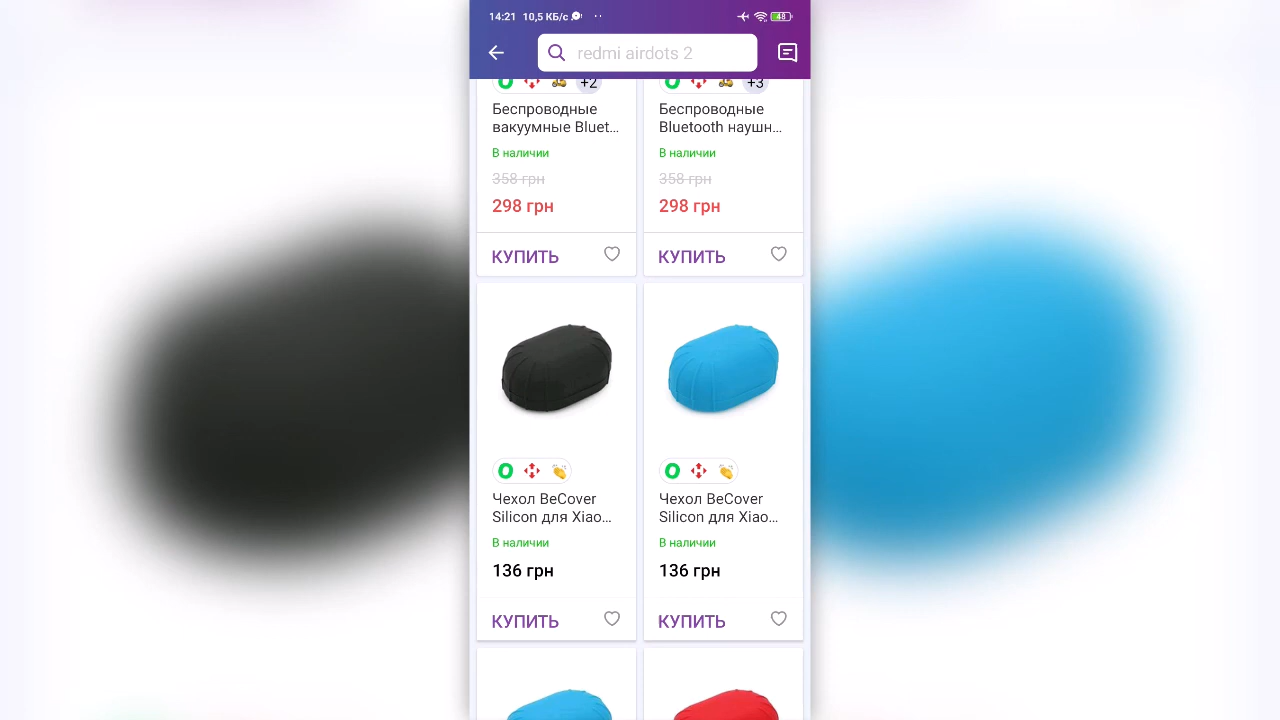 14:21 10,5 КБ/с 48
redmi airdots 2
+2
+3
Беспроводные
вакуумные Bluet...
В наличии
358 грн
298 грн
КУПИТЬ
Беспроводные
Bluetooth наушн...
В наличии
358 грн
298 грн
КУПИТЬ
Чехол BeCover
Silicon для Xiao...
В наличии
136 грн
КУПИТЬ
Чехол BeCover
Silicon для Xiao...
В наличии
136 грн
КУПИТЬ